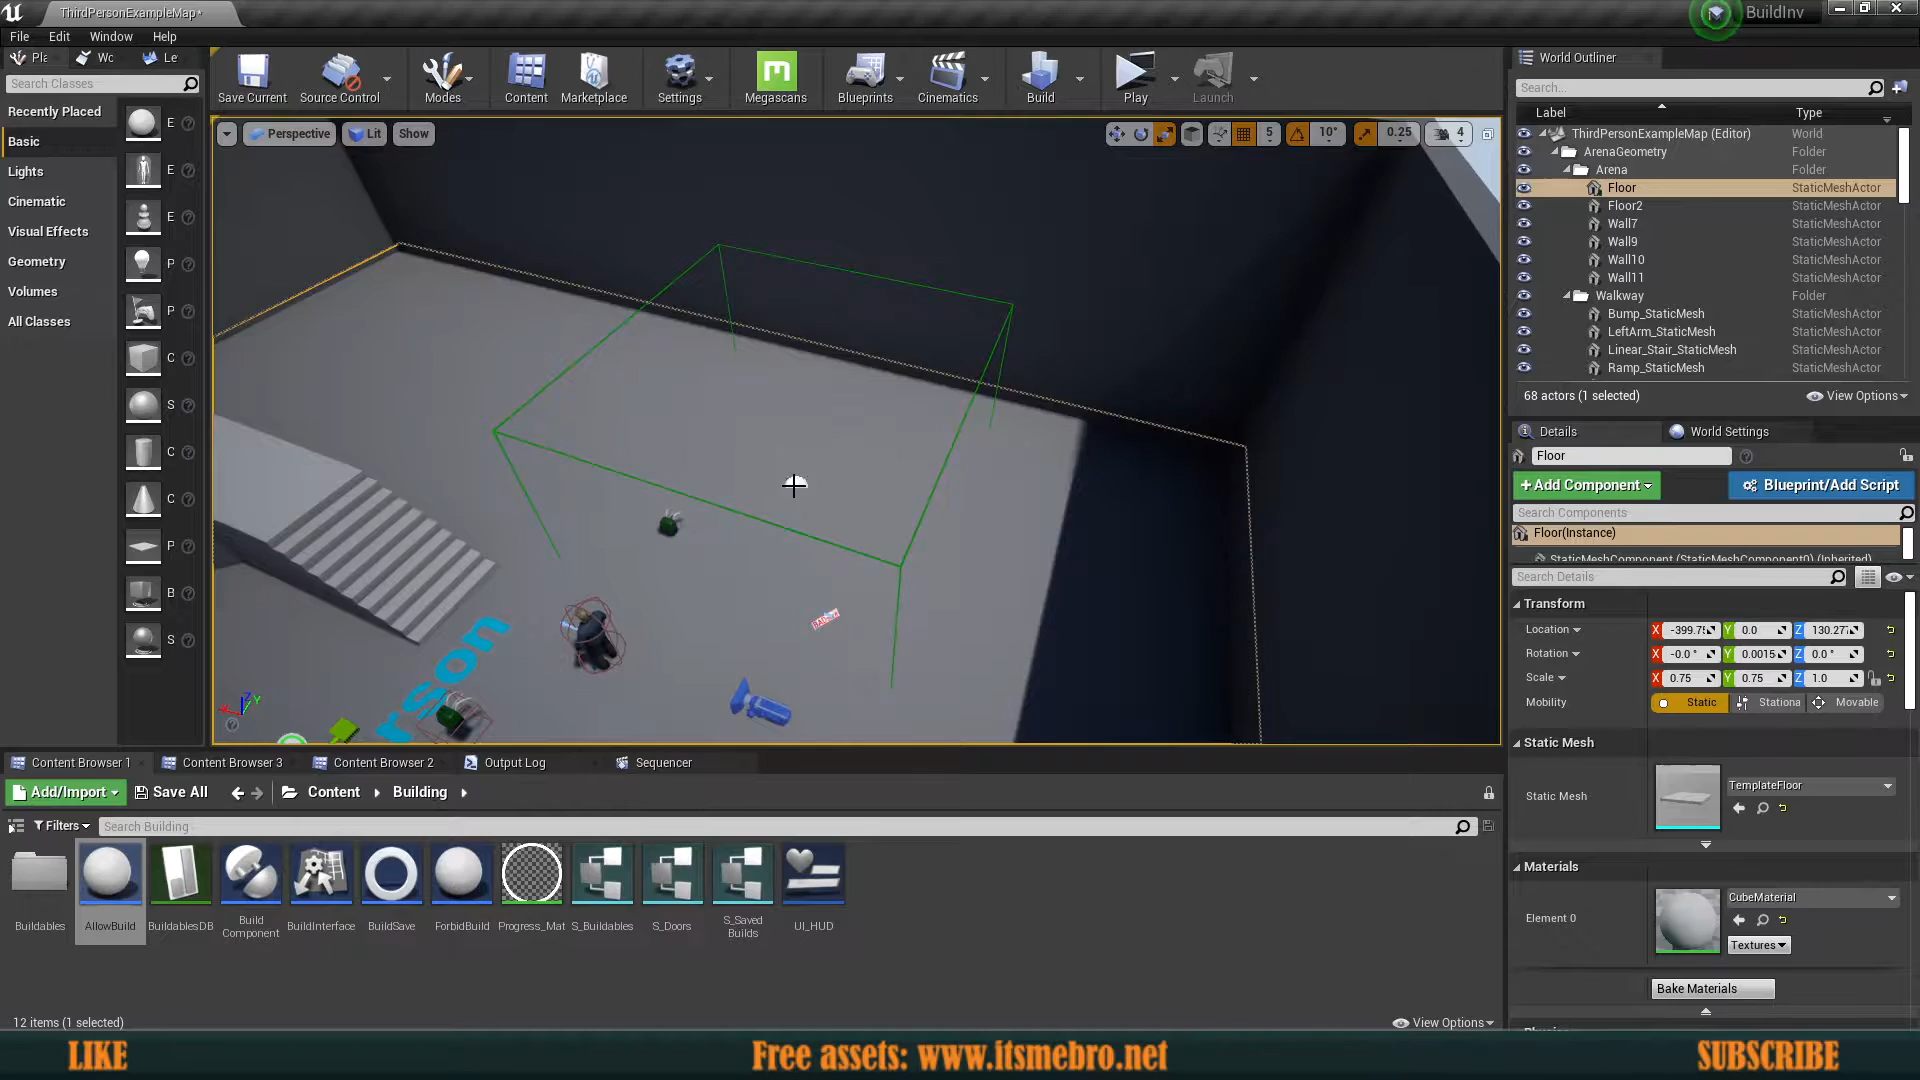 ThirdPersonExampleMap*
BuildInv
File Edit Window Help
Pla Wc Le
Search Classes
Recently Placed
Basic
Lights
Cinematic
Visual Effects
Geometry
Volumes
All Classes
E
E
E
P
P
C
S
C
C
P
B
S
Save Current Source Control Modes Content Marketplace Settings Megascans Blueprints Cinematics Build Play Launch
Perspective Lit Show
5 10° 0.25 4
rson
World Outliner
Search...
Label Type
ThirdPersonExampleMap (Editor) World
ArenaGeometry Folder
Arena Folder
Floor StaticMeshActor
Floor2 StaticMeshActor
Wall7 StaticMeshActor
Wall9 StaticMeshActor
Wall10 StaticMeshActor
Wall11 StaticMeshActor
Walkway Folder
Bump_StaticMesh StaticMeshActor
LeftArm_StaticMesh StaticMeshActor
Linear_Stair_StaticMesh StaticMeshActor
Ramp_StaticMesh StaticMeshActor
68 actors (1 selected) View Options
Details World Settings
Floor
+Add Component Blueprint/Add Script
Search Components
Floor(Instance)
StaticMeshComponent (StaticMeshComponent0) (Inherited)
Search Details
Transform
Location X -399.75 Y 0.0 Z 130.27
Rotation X -0.0 ° Y 0.0015 Z 0.0 °
Scale X 0.75 Y 0.75 Z 1.0
Mobility Static Stationa Movable
Static Mesh
Static Mesh TemplateFloor
Materials
Element 0 CubeMaterial
Textures
Bake Materials
Content Browser 1 Content Browser 3 Content Browser 2 Output Log Sequencer
Add/Import Save All Content Building
Filters Search Building
Buildables AllowBuild BuildablesDB Build Component BuildInterface BuildSave ForbidBuild Progress_Mat S_Buildables S_Doors S_Saved Builds UI_HUD
12 items (1 selected) View Options
LIKE Free assets: www.itsmebro.net SUBSCRIBE